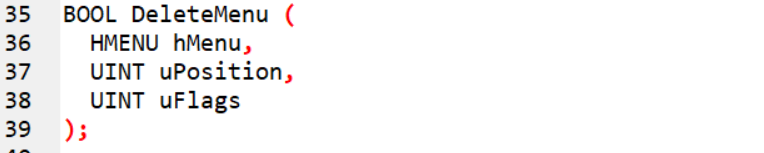 35 BOOL DeleteMenu (
36   HMENU hMenu,
37   UINT uPosition,
38   UINT uFlags
39 );